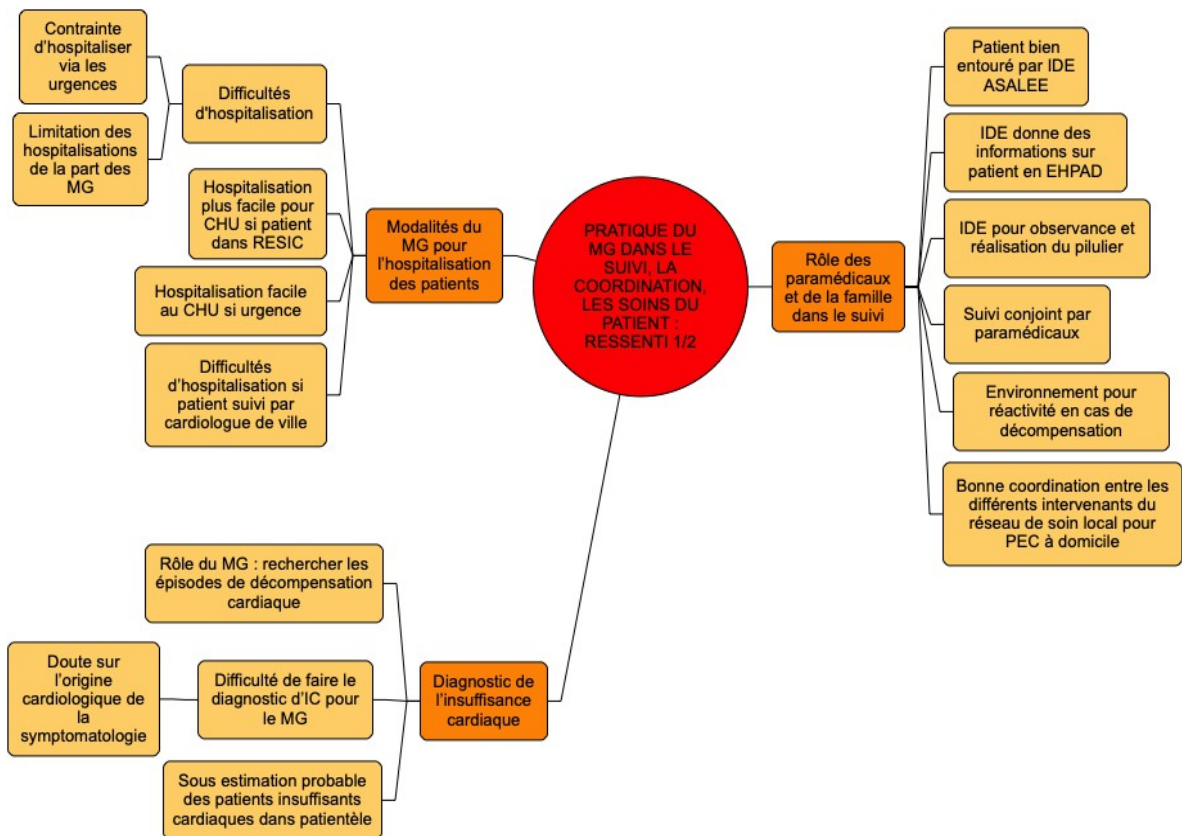 Contrainte
d'hospitaliser
via les
urgences
Limitation des
hospitalisations
de la part des
MG
Difficultés
d'hospitalisation
Hospitalisation
plus facile pour
CHU si patient
dans RESIC
Hospitalisation facile
au CHU si urgence
Difficultés
d'hospitalisation si
patient suivi par
cardiologue de ville
Modalités du
MG pour
l'hospitalisation
des patients
PRATIQUE DU
MG DANS LE
SUIVI, LA
COORDINATION,
LES SOINS DU
PATIENT :
RESSENTI 1/2
Rôle des
paramédicaux
et de la famille
dans le suivi
Patient bien
entouré par IDE
ASALEE
IDE donne des
informations sur
patient en EHPAD
IDE pour observance et
réalisation du pilulier
Suivi conjoint par
paramédicaux
Environnement pour
réactivité en cas de
décompensation
Bonne coordination entre les
différents intervenants du
réseau de soin local pour
PEC à domicile
Rôle du MG : rechercher les
épisodes de décompensation
cardiaque
Doute sur
l'origine
cardiologique de
la
symptomatologie
Difficulté de faire le
diagnostic d'IC pour
le MG
Sous estimation probable
des patients insuffisants
cardiaques dans patientèle
Diagnostic de
l'insuffisance
cardiaque